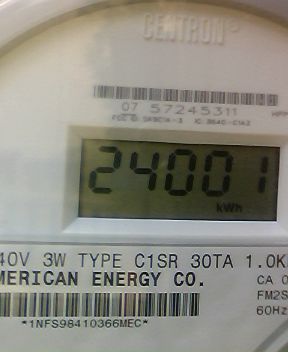 CENTRON®
07 57245311
24001
kWh
40V 3W TYPE C1SR 30TA 1.0K
MERICAN ENERGY CO.
CA 0
FM2S
60Hz
*1NFS98410366MEC*